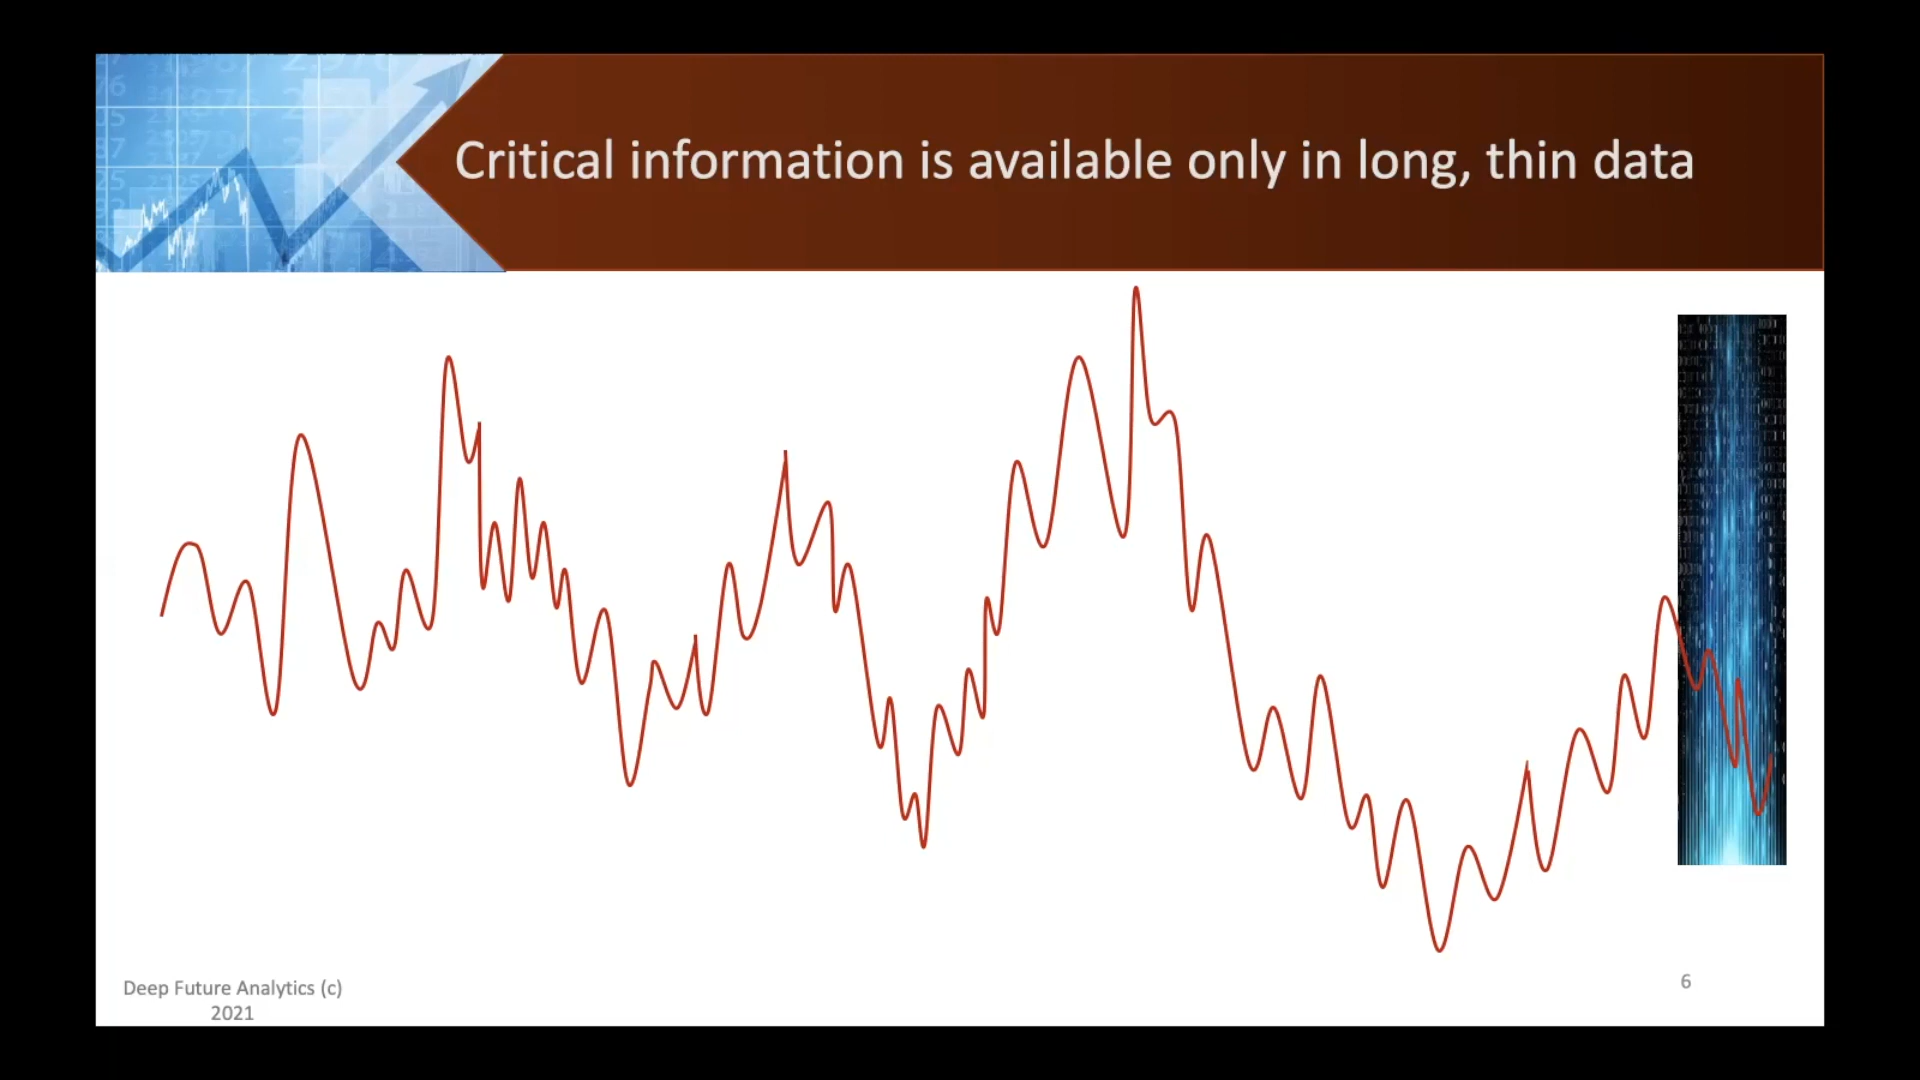 Critical information is available only in long, thin data
Deep Future Analytics (c)
2021
6